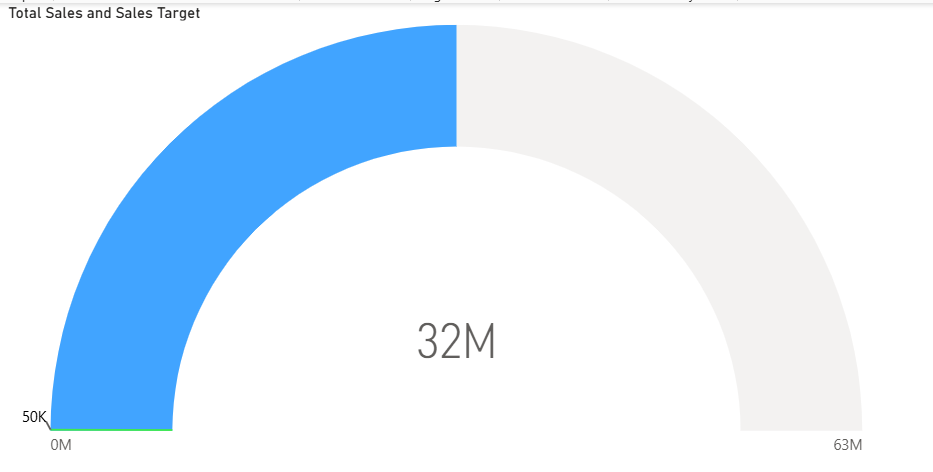 Total Sales and Sales Target
32M
50K
0M
63M